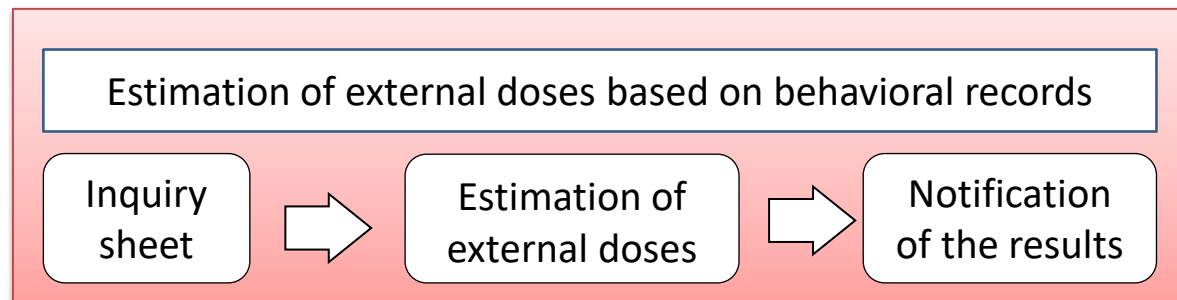 Estimation of external doses based on behavioral records
Inquiry
sheet
Estimation of
external doses
Notification
of the results